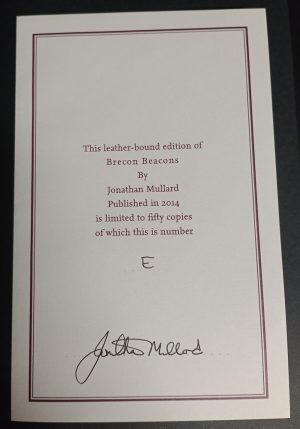 This leather-bound edition of
Brecon Beacons
By
Jonathan Mullard
Published in 2014
is limited to fifty copies
of which this is number
E
Jonathan Mullard